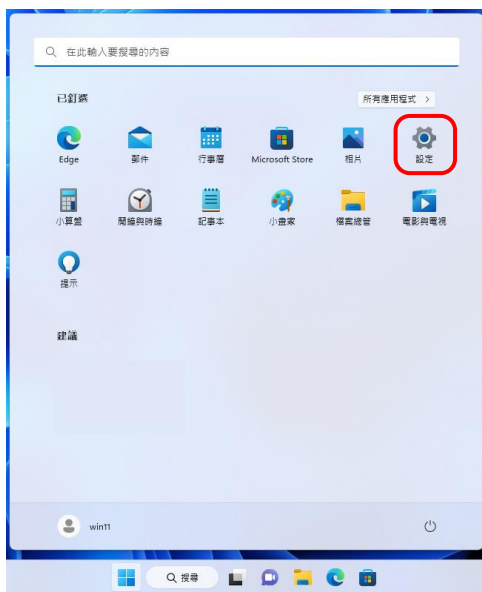 在此輸入要搜尋的內容
已釘選
所有應用程式 >
Edge
郵件
行事曆
Microsoft Store
相片
設定
小算盤
鬧鐘與時鐘
記事本
小畫家
檔案總管
電影與電視
提示
建議
win11
搜尋